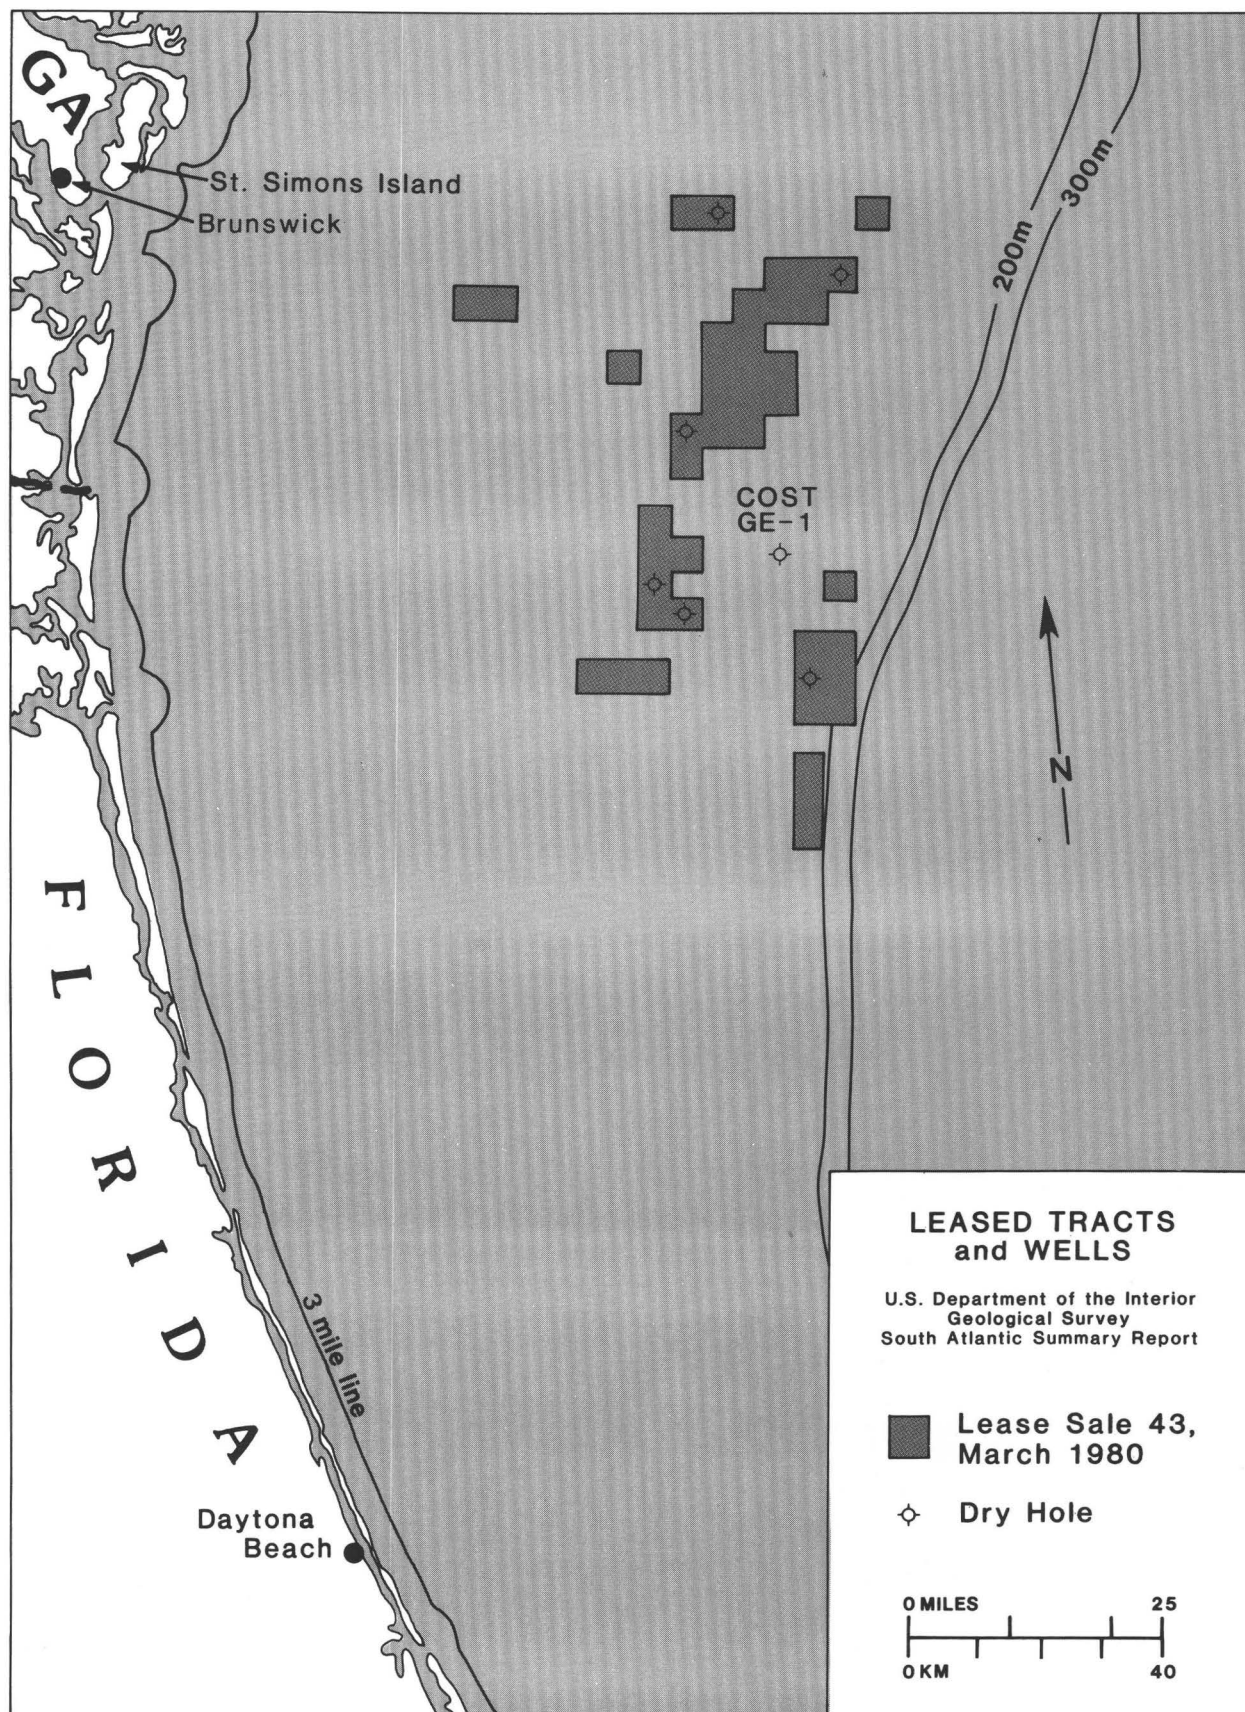 GA
St. Simons Island
Brunswick
300m
200m
COST
GE-1
N
FLORIDA
3 mile line
Daytona
Beach
LEASED TRACTS
and WELLS
U.S. Department of the Interior
Geological Survey
South Atlantic Summary Report
Lease Sale 43,
March 1980
Dry Hole
0 MILES 25
0 KM 40